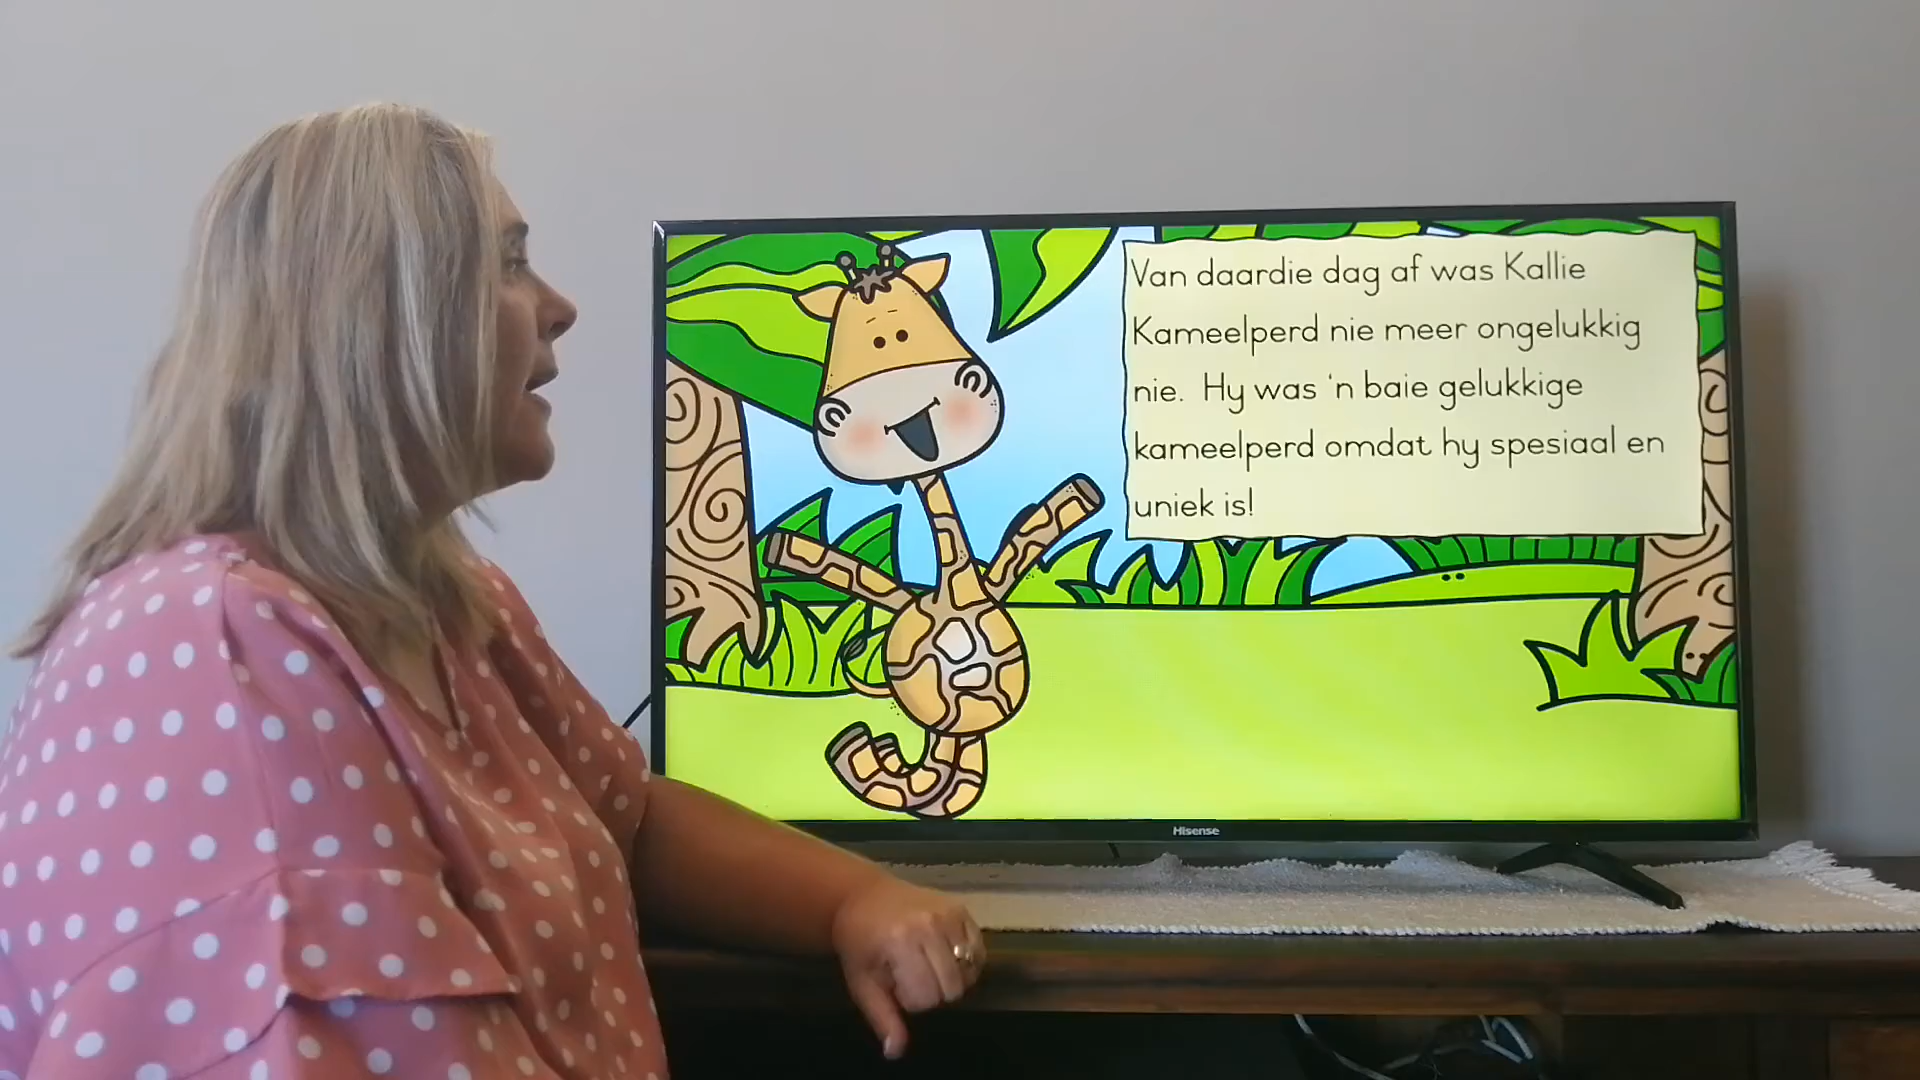 Van daardie dag af was Kallie
Kameelperd nie meer ongelukkig
nie. Hy was 'n baie gelukkige
kameelperd omdat hy spesiaal en
uniek is!
Hisense